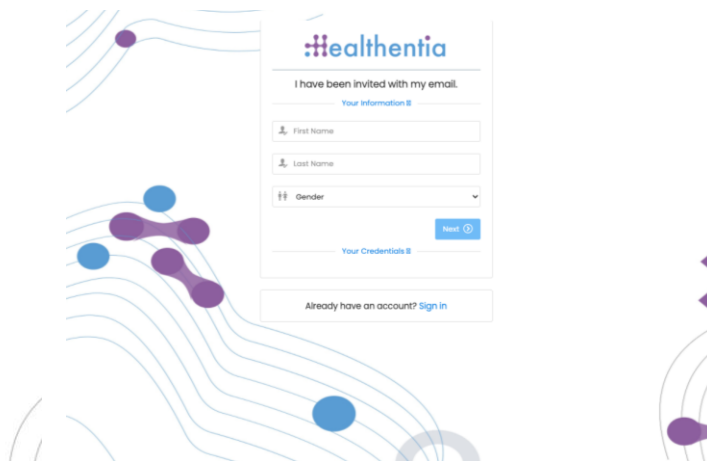 Healthentia
I have been invited with my email.
Your Information
First Name
Last Name
Gender
Next
Your Credentials
Already have an account? Sign in